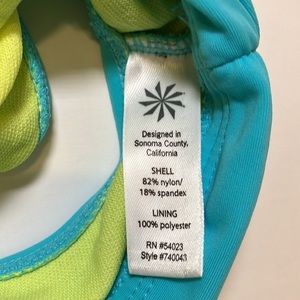 Designed in
Sonoma County,
California
SHELL
82% nylon/
18% spandex
LINING
100% polyester
RN #54023
Style #740043